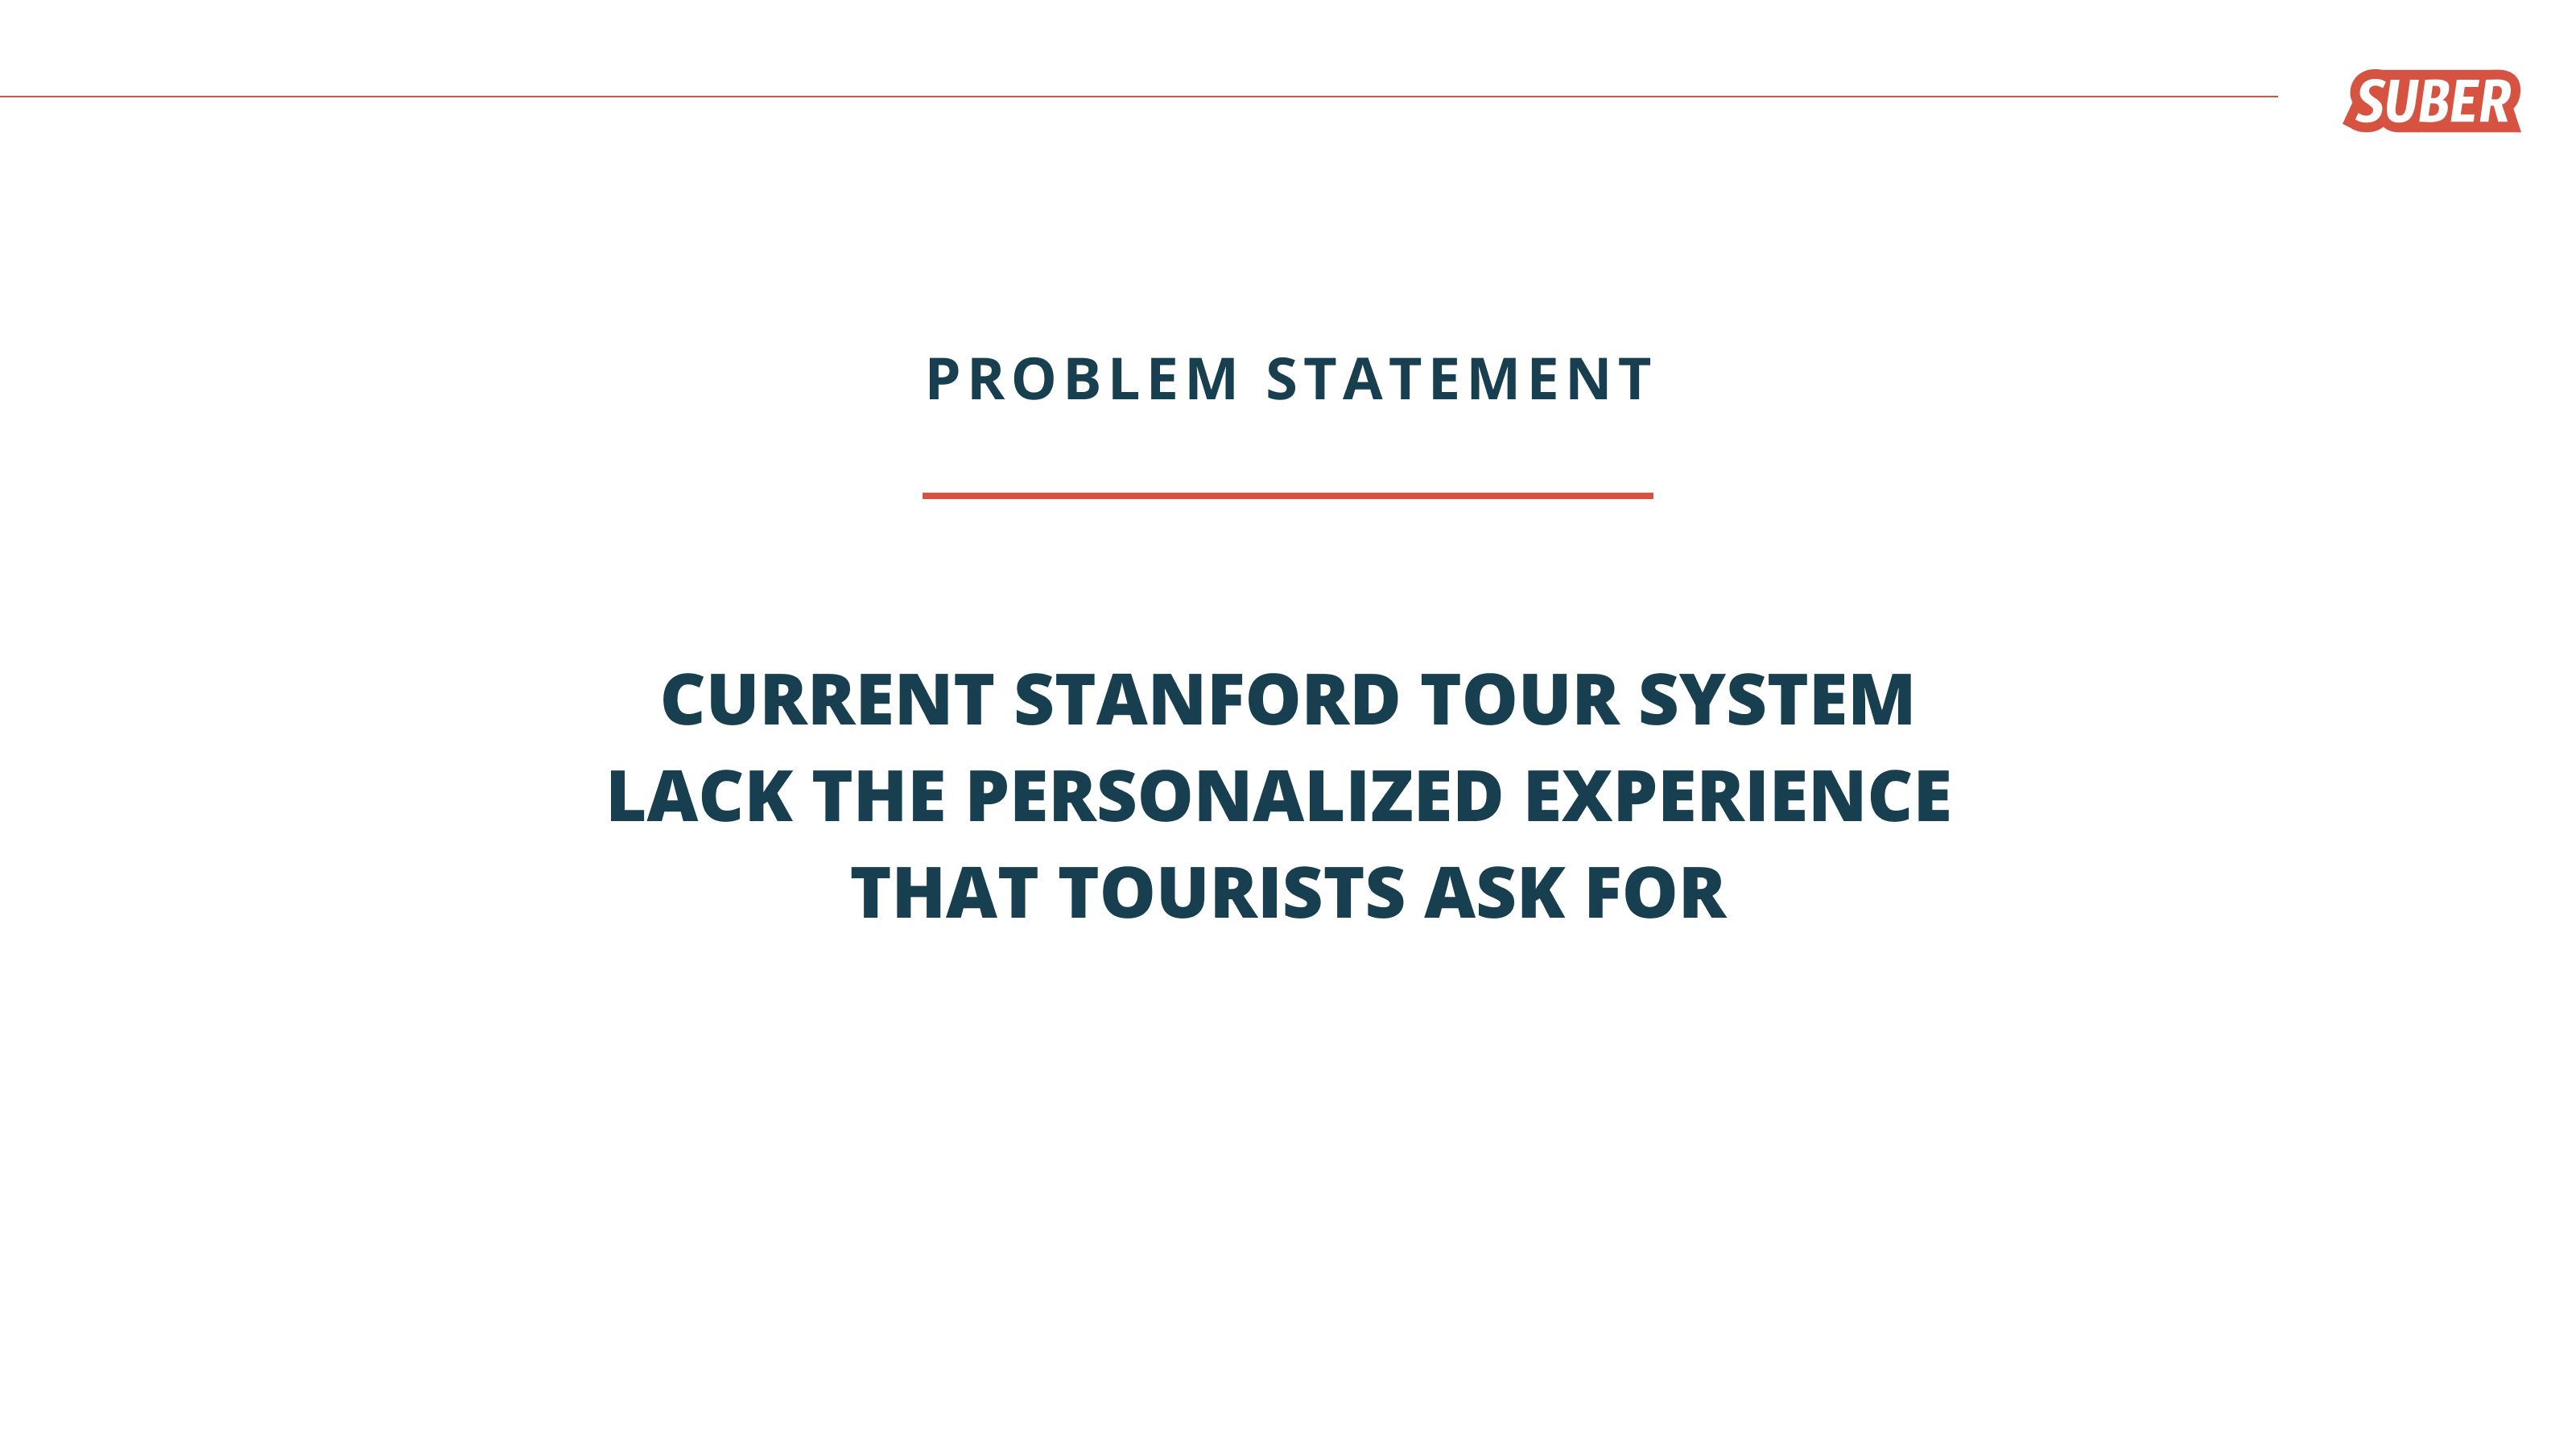 SUBER
PROBLEM STATEMENT
CURRENT STANFORD TOUR SYSTEM
LACK THE PERSONALIZED EXPERIENCE
THAT TOURISTS ASK FOR